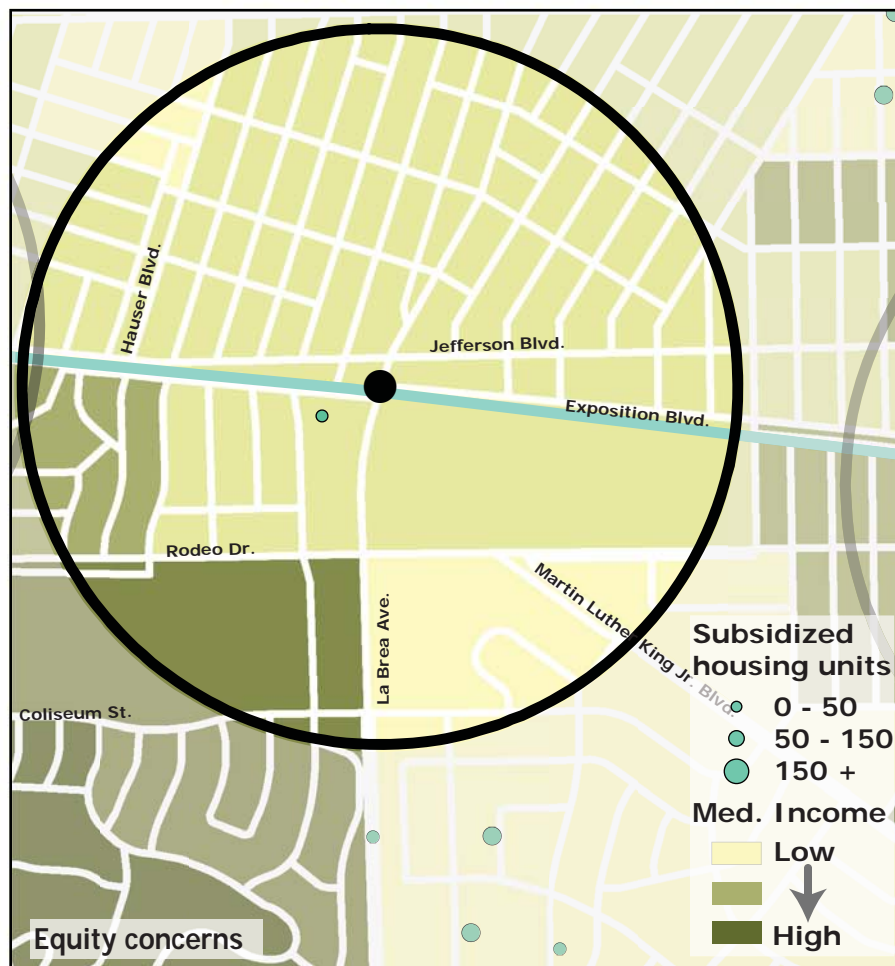 Hauser Blvd.
Jefferson Blvd.
Exposition Blvd.
Rodeo Dr.
Martin Luther King Jr. Blvd.
La Brea Ave.
Coliseum St.
Subsidized
housing units
0 - 50
50 - 150
150 +
Med. Income
Low
High
Equity concerns